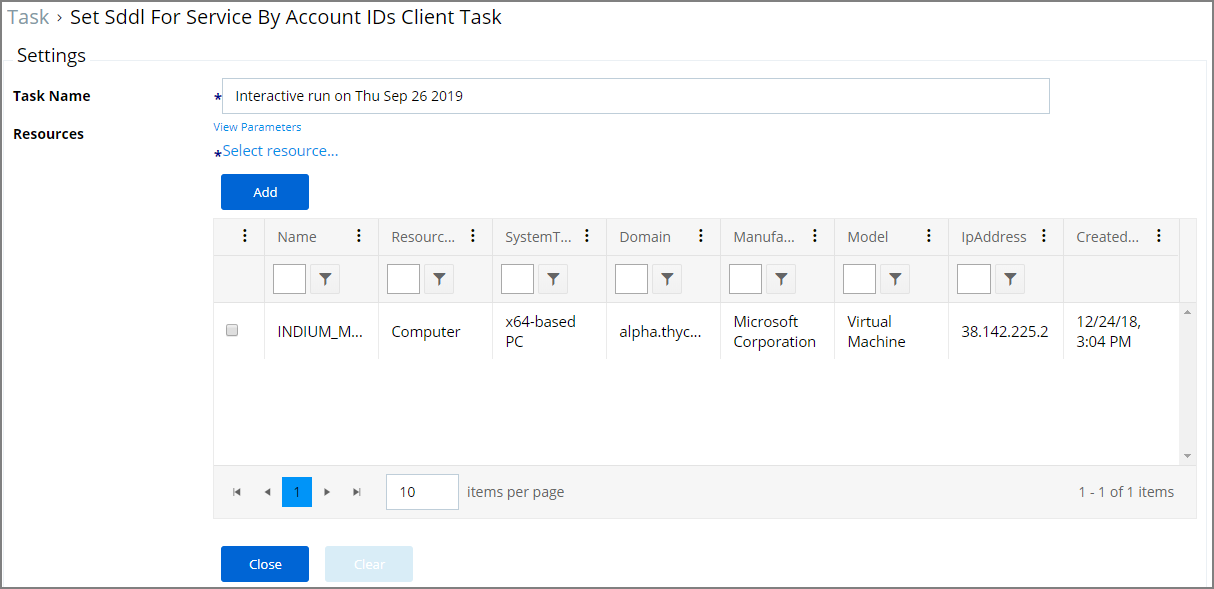 Task › Set Sddl For Service By Account IDs Client Task
Settings
Task Name * Interactive run on Thu Sep 26 2019
Resources View Parameters
*Select resource...
Add
Name Resourc... SystemT... Domain Manufa... Model IpAddress Created...
INDIUM_M... Computer x64-based PC alpha.thyc... Microsoft Corporation Virtual Machine 38.142.225.2 12/24/18, 3:04 PM
1 10 items per page 1 - 1 of 1 items
Close Clear